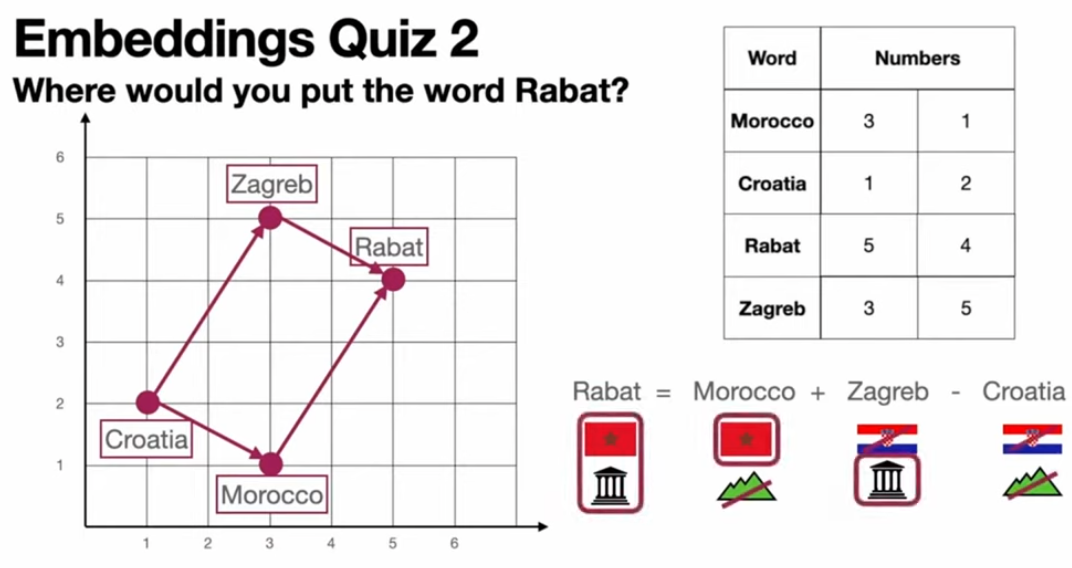 Embeddings Quiz 2
Where would you put the word Rabat?
6
5
4
3
2
1
1 2 3 4 5 6
Zagreb
Rabat
Croatia
Morocco
Word Numbers
Morocco 3 1
Croatia 1 2
Rabat 5 4
Zagreb 3 5
Rabat = Morocco + Zagreb - Croatia